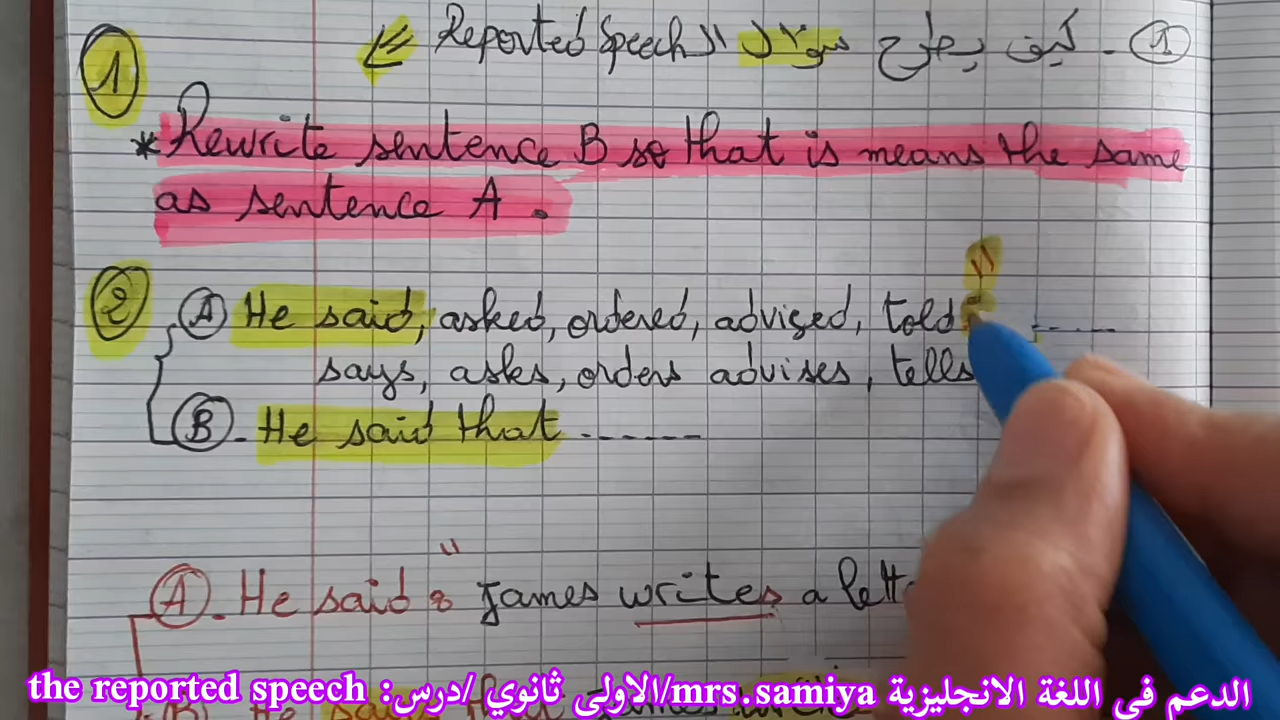 ① - كيف يطرح سؤال الـ Reported Speech ⇐
1
* Rewrite sentence B so that is means the same
as sentence A .
2
A He said, asked, ordered, advised, told : " ......
says, asks, orders advises, tells
B - He said that .......
A . He said : " James writes a lett
الدعم في اللغة الانجليزية mrs.samiya/الاولى ثانوي /درس: the reported speech